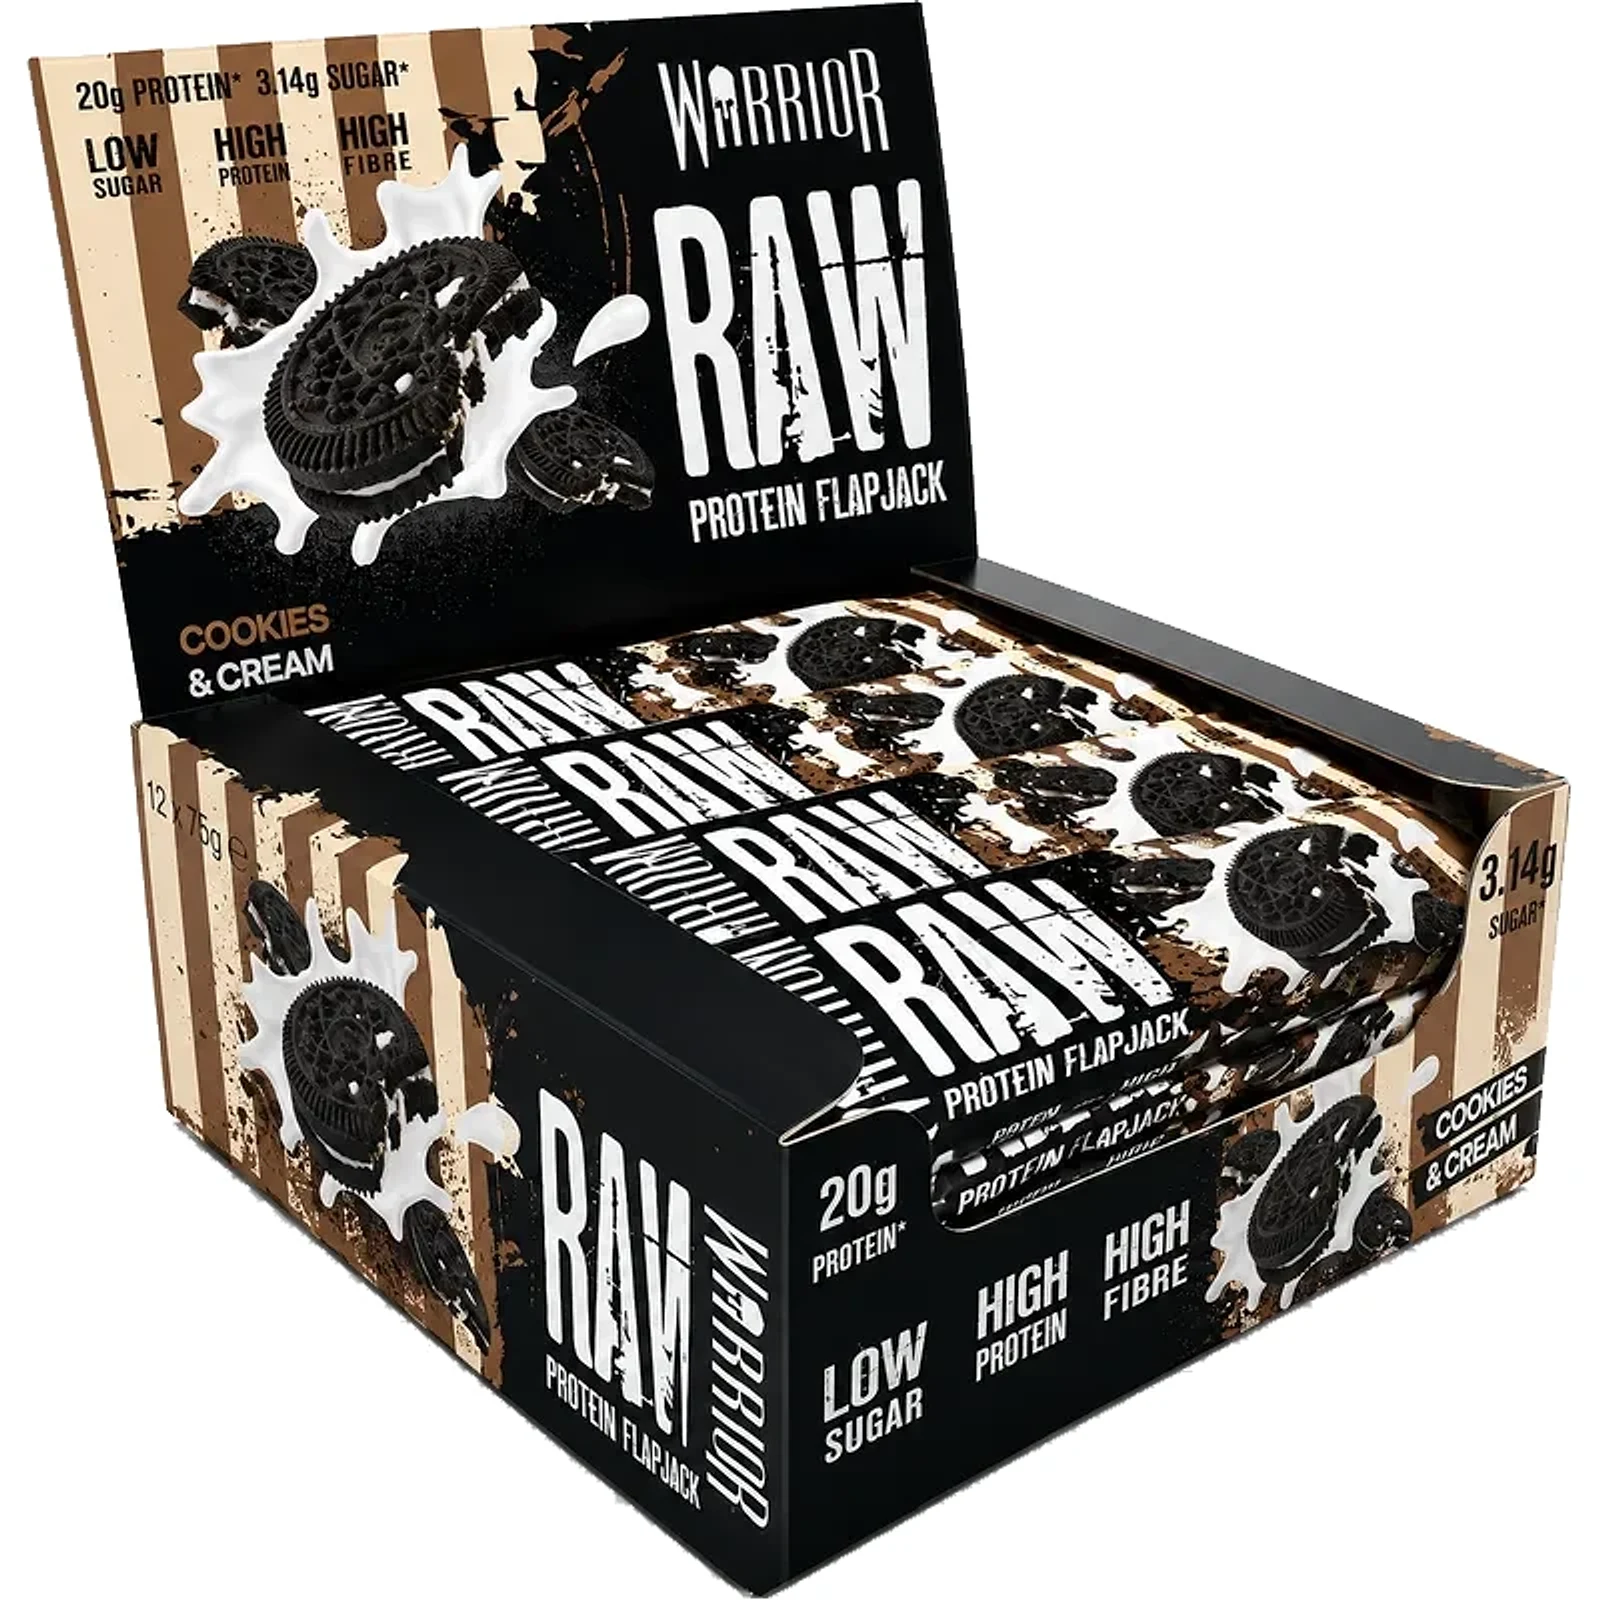 20g PROTEIN* 3.14g SUGAR*
LOW
SUGAR
HIGH
PROTEIN
HIGH
FIBRE
WARRIOR
RAW
PROTEIN FLAPJACK
COOKIES
& CREAM
RAW
RAW
RAW
RAW
PROTEIN FLAPJACK
PROTEIN FLAPJACK
12 x 75g e
RAW
PROTEIN FLAPJACK
WARRIOR
20g
PROTEIN*
LOW
SUGAR
HIGH
PROTEIN
HIGH
FIBRE
3.14g
SUGAR*
COOKIES
& CREAM